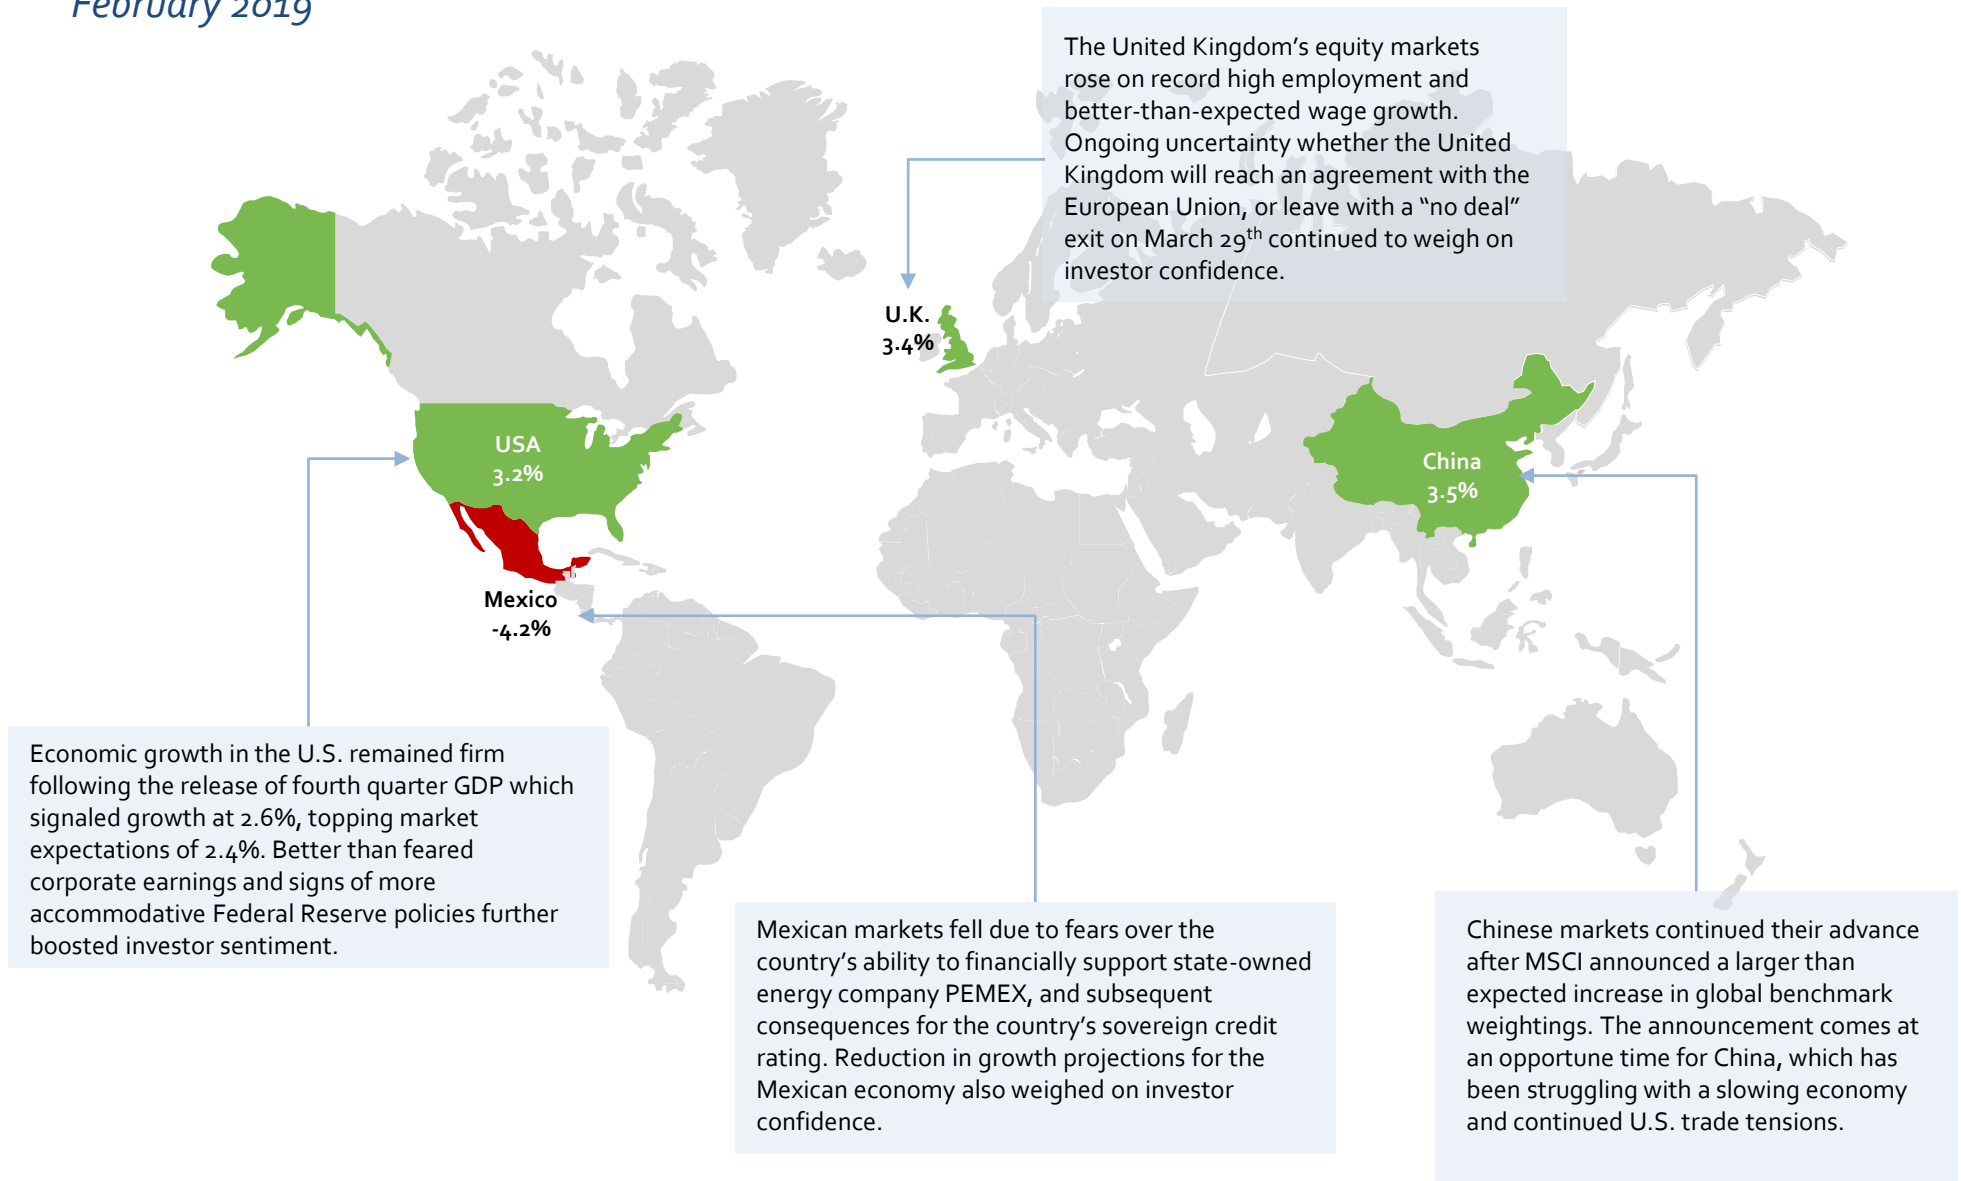 February 2019
The United Kingdom’s equity markets
rose on record high employment and
better-than-expected wage growth.
Ongoing uncertainty whether the United
Kingdom will reach an agreement with the
European Union, or leave with a “no deal”
exit on March 29th continued to weigh on
investor confidence.
U.K.
3.4%
USA
3.2%
China
3.5%
Mexico
-4.2%
Economic growth in the U.S. remained firm
following the release of fourth quarter GDP which
signaled growth at 2.6%, topping market
expectations of 2.4%. Better than feared
corporate earnings and signs of more
accommodative Federal Reserve policies further
boosted investor sentiment.
Mexican markets fell due to fears over the
country’s ability to financially support state-owned
energy company PEMEX, and subsequent
consequences for the country’s sovereign credit
rating. Reduction in growth projections for the
Mexican economy also weighed on investor
confidence.
Chinese markets continued their advance
after MSCI announced a larger than
expected increase in global benchmark
weightings. The announcement comes at
an opportune time for China, which has
been struggling with a slowing economy
and continued U.S. trade tensions.